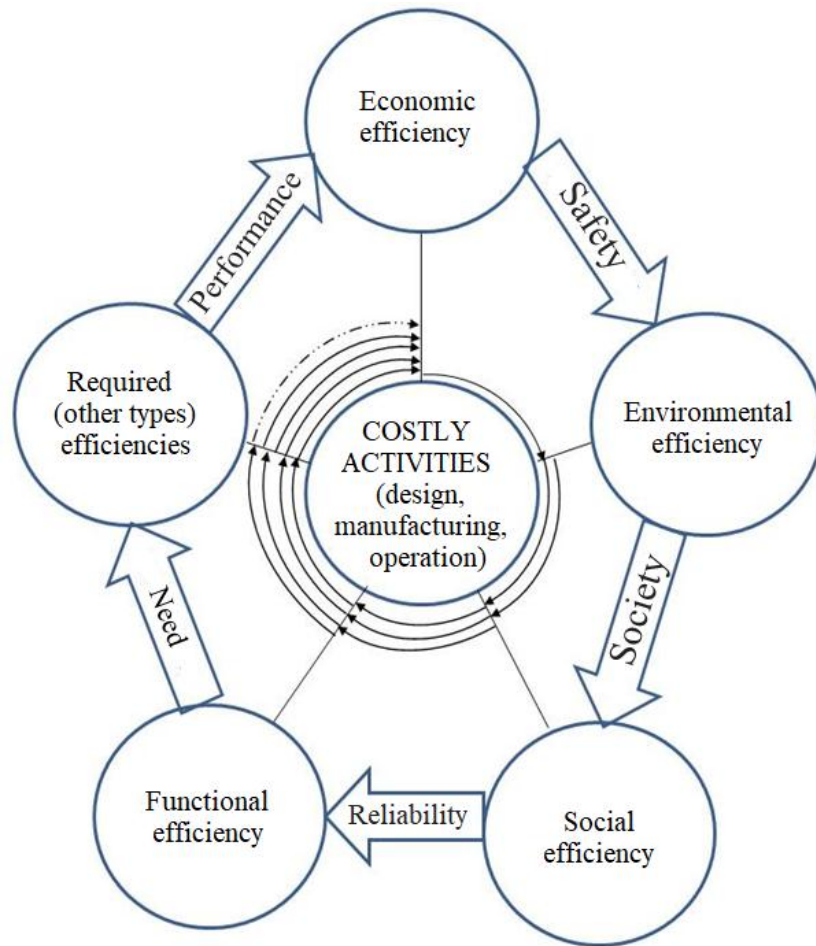 Economic
efficiency
Safety
Environmental
efficiency
Society
Social
efficiency
Reliability
Functional
efficiency
Need
Required
(other types)
efficiencies
Performance
COSTLY
ACTIVITIES
(design,
manufacturing,
operation)